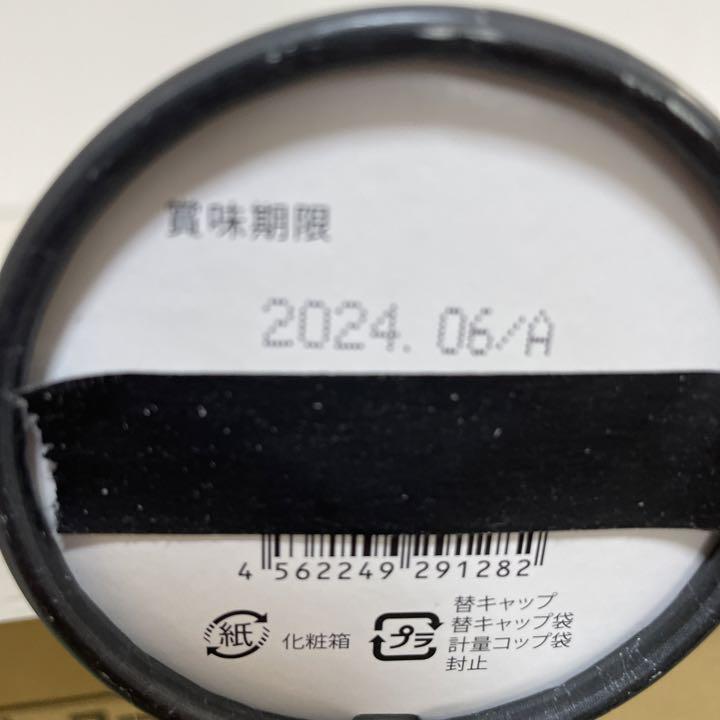 賞味期限
2024.06/A
4 562249 291282
紙 化粧箱
プラ
替キャップ
替キャップ袋
計量コップ袋
封止